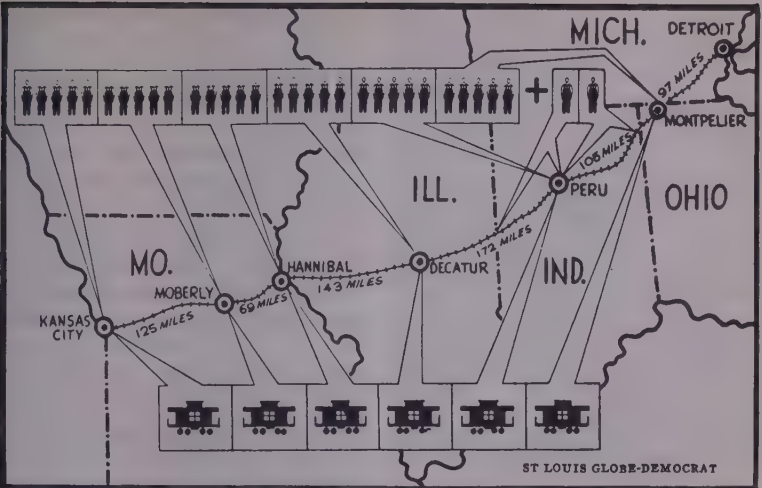 MICH.
DETROIT
97 MILES
+
MONTPELIER
106 MILES
ILL.
PERU
OHIO
172 MILES
MO.
HANNIBAL
DECATUR
IND.
MOBERLY
143 MILES
69 MILES
KANSAS
CITY
125 MILES
ST LOUIS GLOBE-DEMOCRAT